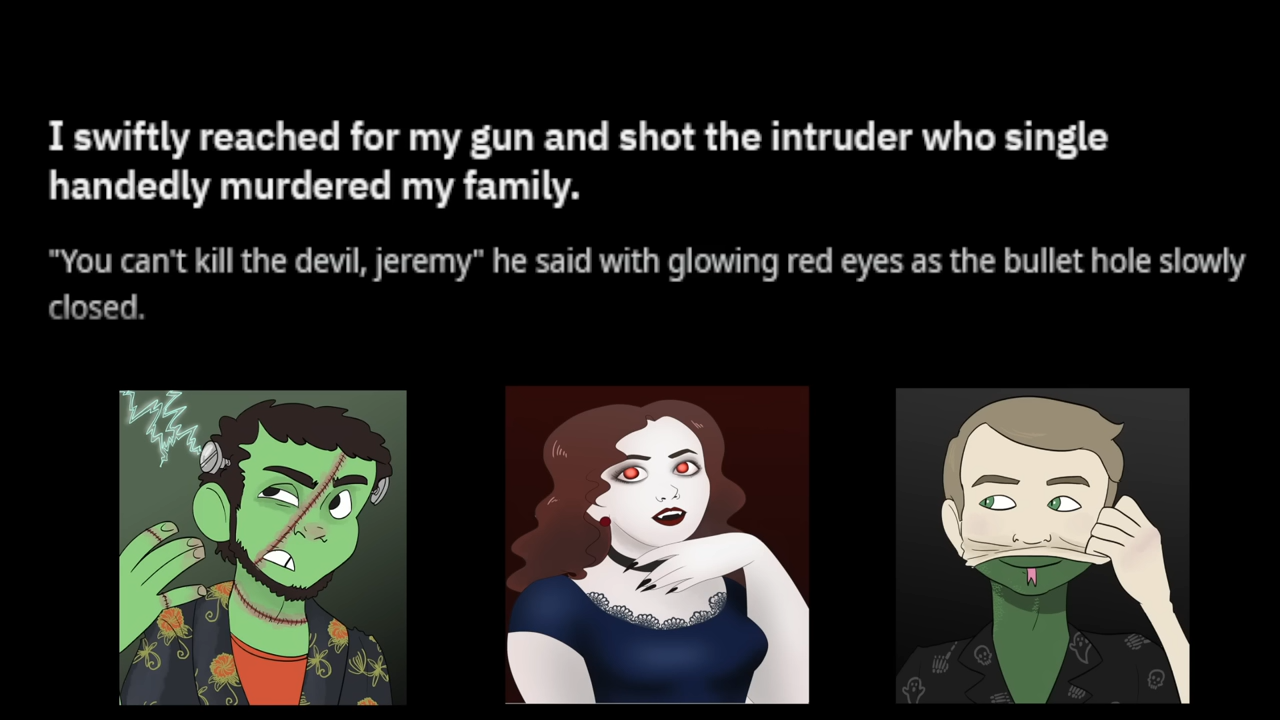 I swiftly reached for my gun and shot the intruder who single
handedly murdered my family.
"You can't kill the devil, jeremy" he said with glowing red eyes as the bullet hole slowly
closed.